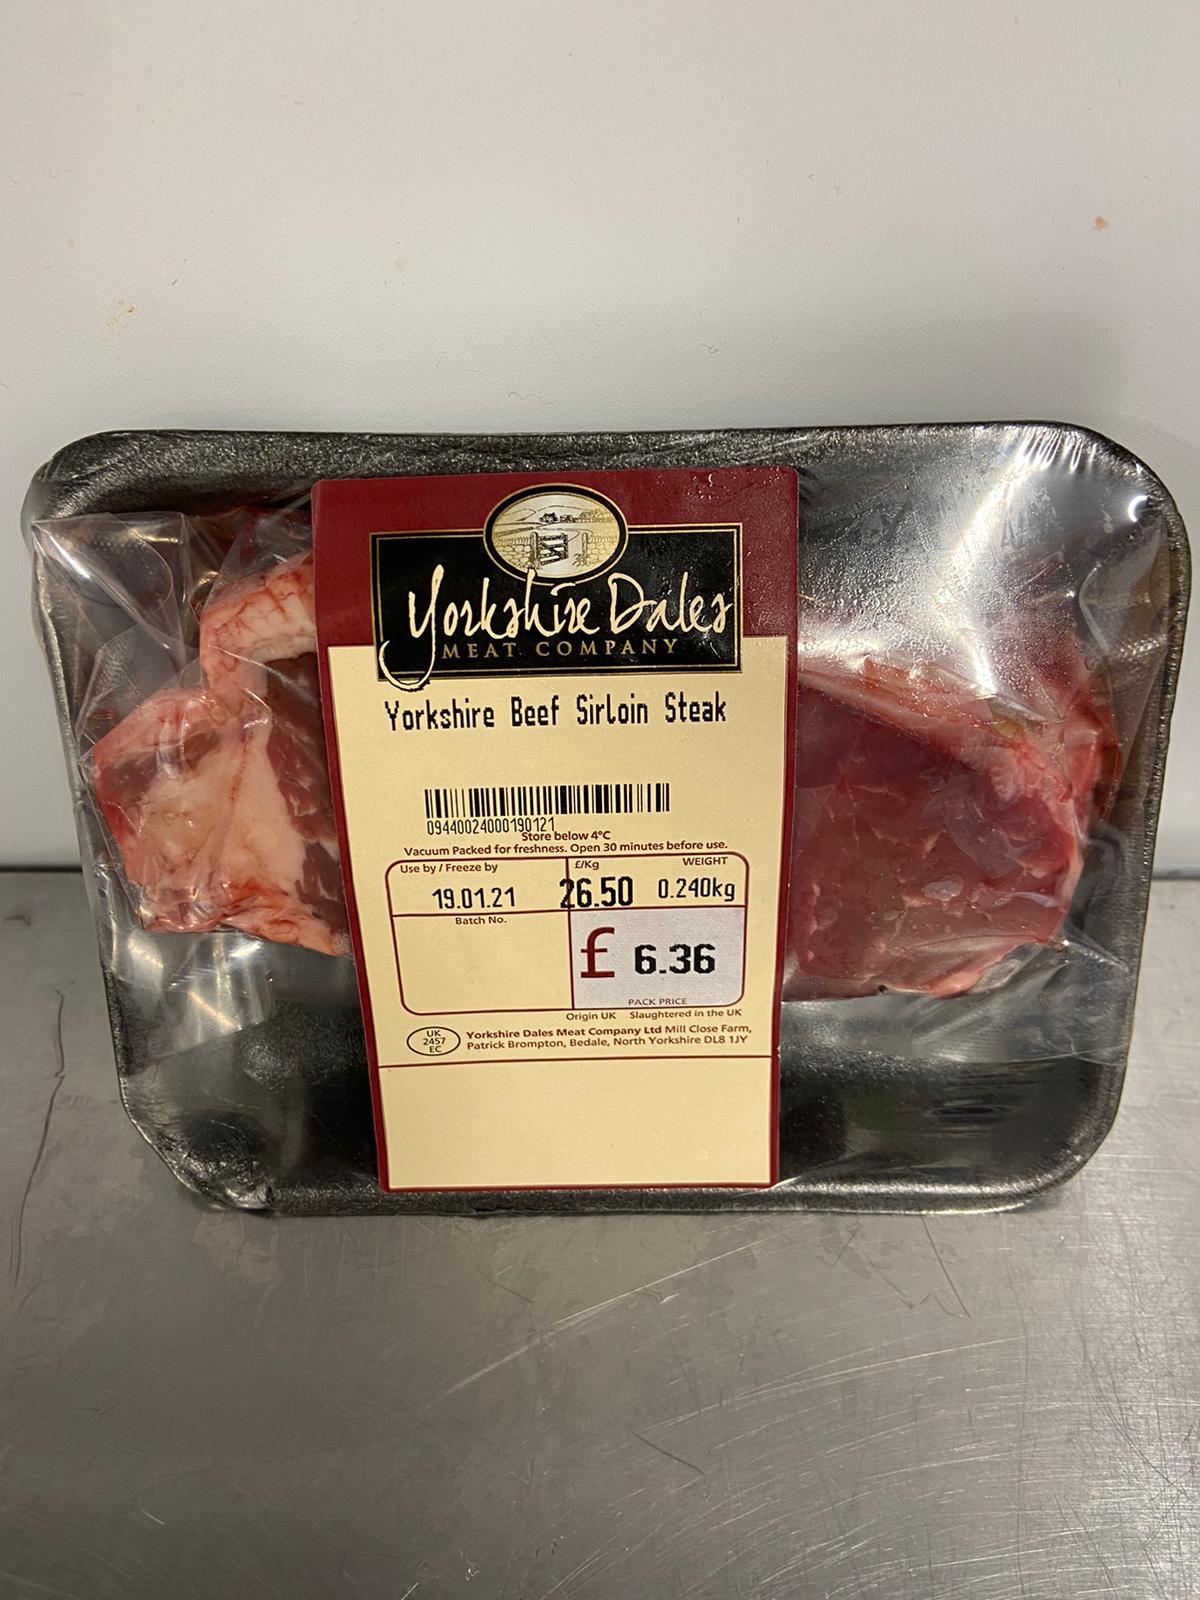 Yorkshire Dales
MEAT COMPANY
Yorkshire Beef Sirloin Steak
09440024000190121
Store below 4°C
Vacuum Packed for freshness. Open 30 minutes before use.
Use by / Freeze by £/Kg WEIGHT
19.01.21 26.50 0.240kg
Batch No.
£ 6.36
PACK PRICE
Origin UK Slaughtered in the UK
UK
2457
EC
Yorkshire Dales Meat Company Ltd Mill Close Farm,
Patrick Brompton, Bedale, North Yorkshire DL8 1JY